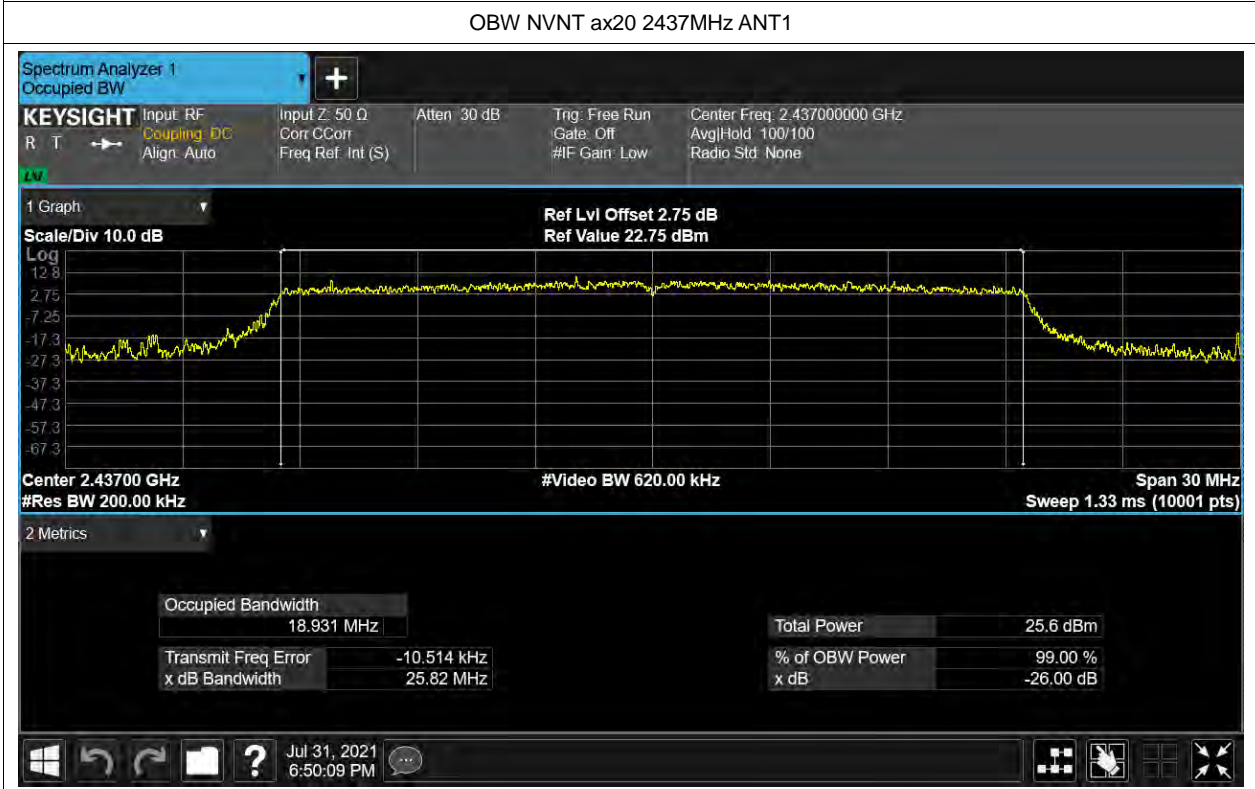 OBW NVNT ax20 2437MHz ANT1
Spectrum Analyzer 1
Occupied BW
KEYSIGHT
R T
Input: RF
Coupling: DC
Align: Auto
Input Z: 50 Ω
Corr CCorr
Freq Ref: Int (S)
Atten: 30 dB
Trig: Free Run
Gate: Off
#IF Gain: Low
Center Freq: 2.437000000 GHz
Avg|Hold: 100/100
Radio Std: None
1 Graph
Scale/Div 10.0 dB
Ref Lvl Offset 2.75 dB
Ref Value 22.75 dBm
Log
12.8
2.75
-7.25
-17.3
-27.3
-37.3
-47.3
-57.3
-67.3
Center 2.43700 GHz
#Res BW 200.00 kHz
#Video BW 620.00 kHz
Span 30 MHz
Sweep 1.33 ms (10001 pts)
2 Metrics
Occupied Bandwidth
18.931 MHz
Transmit Freq Error -10.514 kHz
x dB Bandwidth 25.82 MHz
Total Power 25.6 dBm
% of OBW Power 99.00 %
x dB -26.00 dB
?
Jul 31, 2021
6:50:09 PM